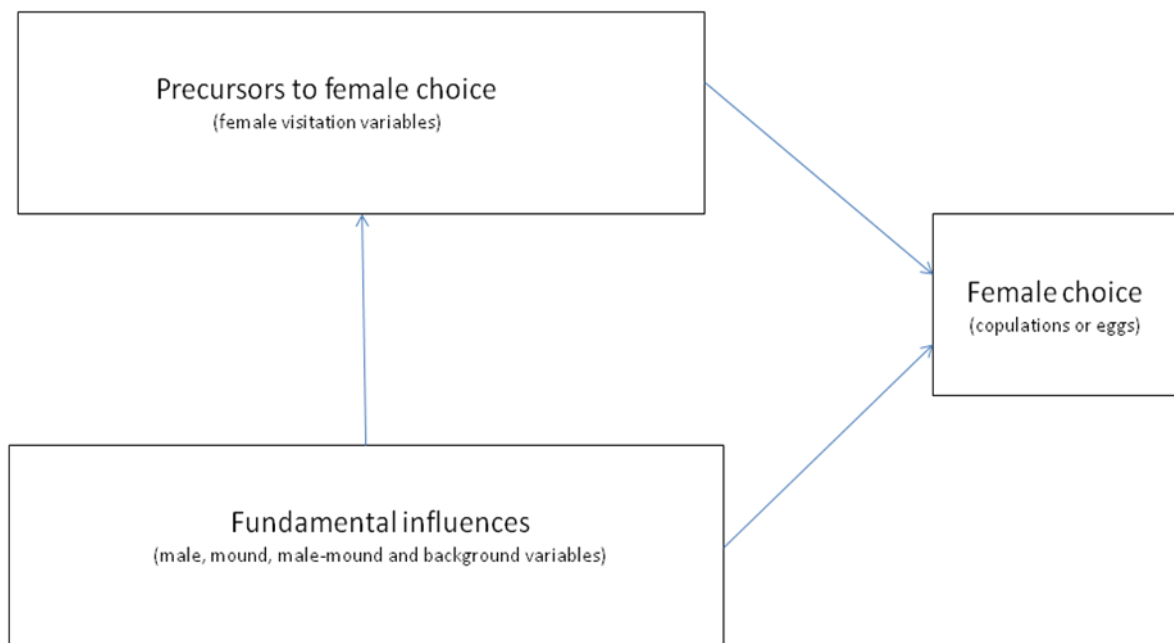 Precursors to female choice
(female visitation variables)
Female choice
(copulations or eggs)
Fundamental influences
(male, mound, male-mound and background variables)